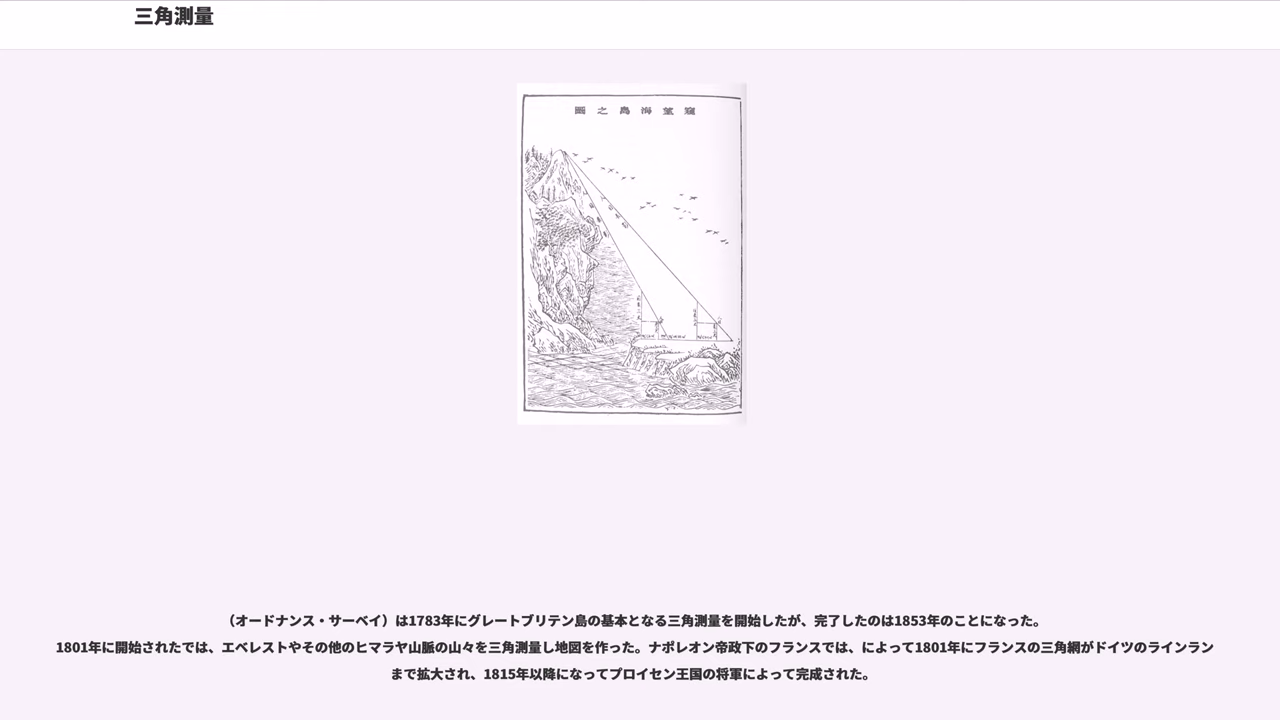 三角測量
窺望海島之圖
（オードナンス・サーベイ）は1783年にグレートブリテン島の基本となる三角測量を開始したが、完了したのは1853年のことになった。
1801年に開始されたでは、エベレストやその他のヒマラヤ山脈の山々を三角測量し地図を作った。ナポレオン帝政下のフランスでは、によって1801年にフランスの三角網がドイツのラインラン
まで拡大され、1815年以降になってプロイセン王国の将軍によって完成された。